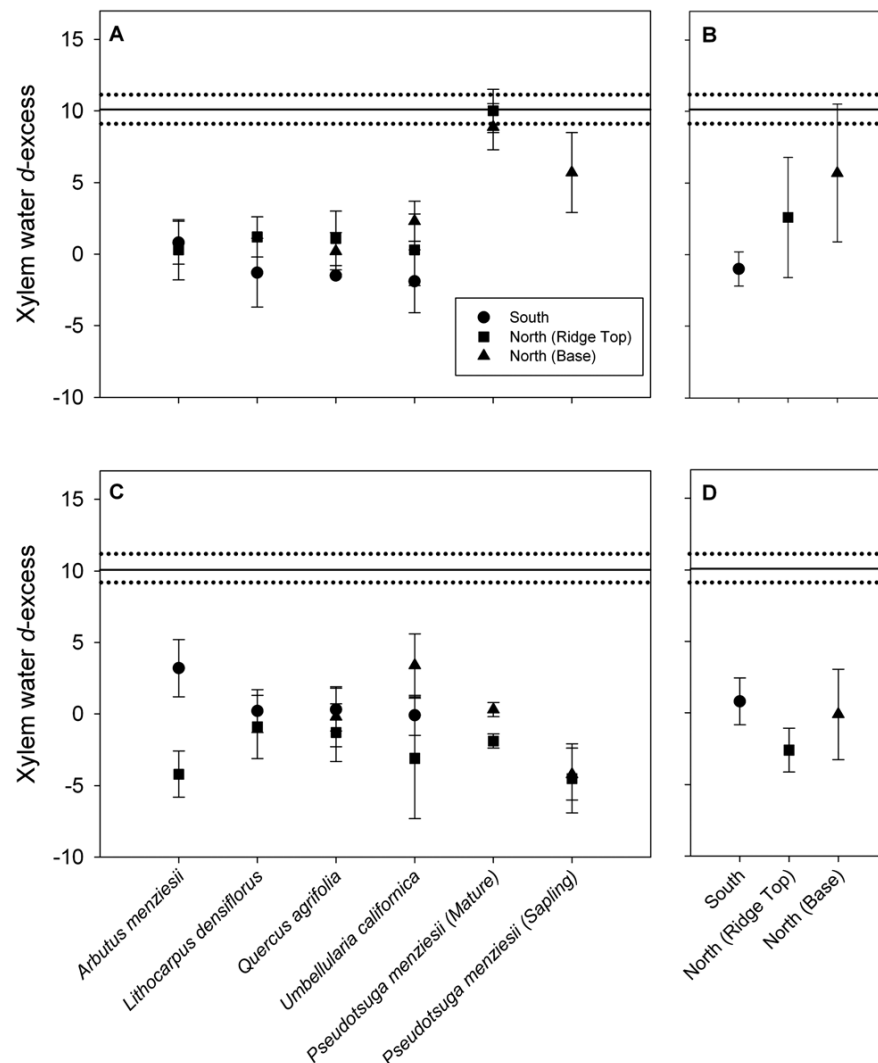 A
B
15
10
5
0
-5
-10
Xylem water d-excess
South
North (Ridge Top)
North (Base)
C
D
15
10
5
0
-5
-10
Xylem water d-excess
Arbutus menziesii
Lithocarpus densiflorus
Quercus agrifolia
Umbellularia californica
Pseudotsuga menziesii (Mature)
Pseudotsuga menziesii (Sapling)
South
North (Ridge Top)
North (Base)